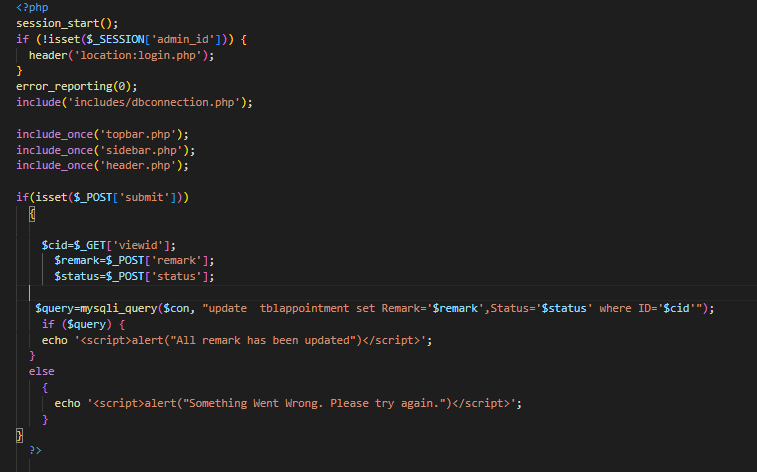 <?php
session_start();
if (!isset($_SESSION['admin_id'])) {
header('location:login.php');
}
error_reporting(0);
include('includes/dbconnection.php');
include_once('topbar.php');
include_once('sidebar.php');
include_once('header.php');
if(isset($_POST['submit']))
{
$cid=$_GET['viewid'];
$remark=$_POST['remark'];
$status=$_POST['status'];
$query=mysqli_query($con, "update  tblappointment set Remark='$remark',Status='$status' where ID='$cid'");
if ($query) {
echo '<script>alert("All remark has been updated")</script>';
}
else
{
echo '<script>alert("Something Went Wrong. Please try again.")</script>';
}
}
?>